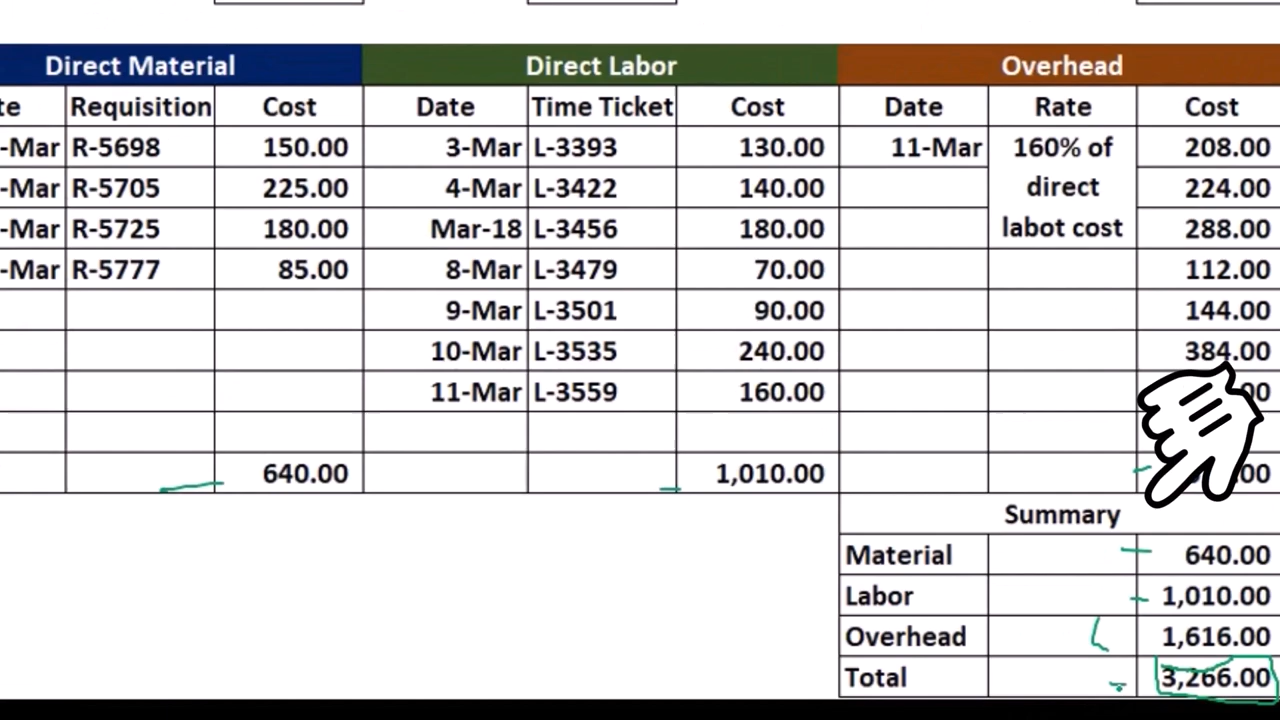 Direct Material Direct Labor Overhead
Requisition Cost Date Time Ticket Cost Date Rate Cost
-Mar R-5698 150.00 3-Mar L-3393 130.00 11-Mar 160% of 208.00
-Mar R-5705 225.00 4-Mar L-3422 140.00 direct 224.00
-Mar R-5725 180.00 Mar-18 L-3456 180.00 labot cost 288.00
-Mar R-5777 85.00 8-Mar L-3479 70.00 112.00
9-Mar L-3501 90.00 144.00
10-Mar L-3535 240.00 384.00
11-Mar L-3559 160.00
640.00 1,010.00
Summary
Material 640.00
Labor 1,010.00
Overhead 1,616.00
Total 3,266.00